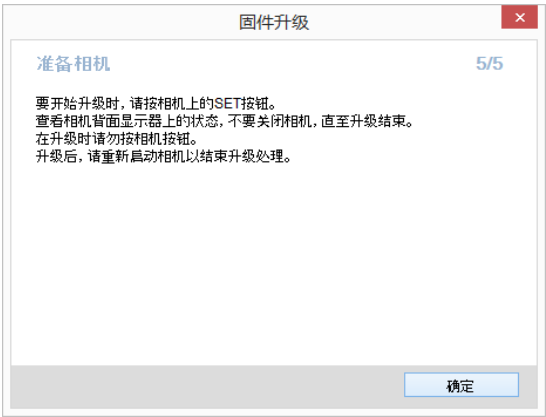 固件升级
准备相机 5/5
要开始升级时，请按相机上的SET按钮。
查看相机背面显示器上的状态，不要关闭相机，直至升级结束。
在升级时请勿按相机按钮。
升级后，请重新启动相机以结束升级处理。
确定